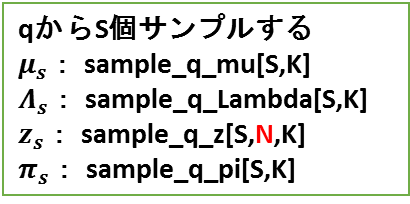 qからS個サンプルする
μₛ： sample_q_mu[S,K]
Λₛ： sample_q_Lambda[S,K]
zₛ： sample_q_z[S,N,K]
πₛ： sample_q_pi[S,K]